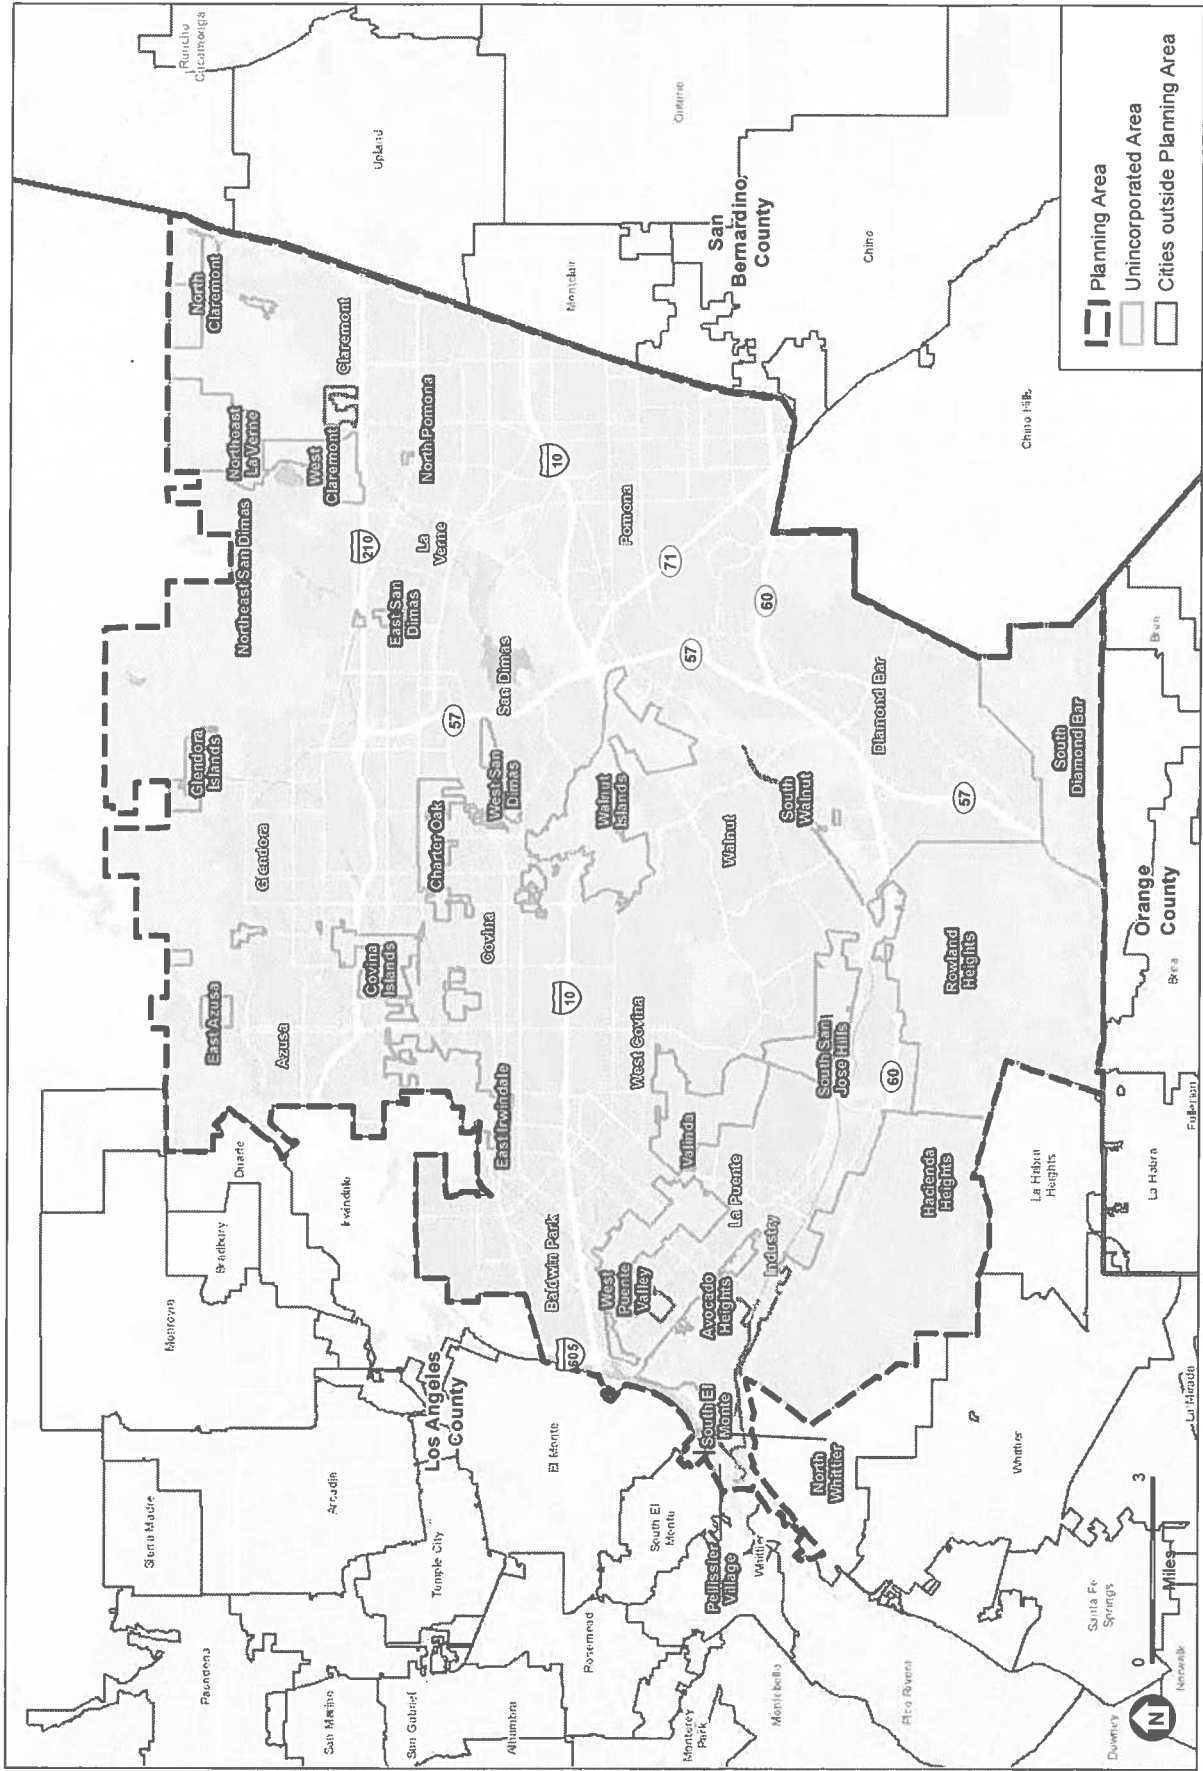 Rancho
Cucamonga
Upland
Ontario
Montclair
San
Bernardino
County
Chino
Chino Hills
North
Claremont
Claremont
Northeast
La Verne
West
Claremont
North Pomona
10
Pomona
Northeast San Dimas
210
La
Verne
East San
Dimas
71
60
57
San Dimas
57
Diamond Bar
South
Diamond Bar
57
Brea
Glendora
Islands
Glendora
Charter Oak
West San
Dimas
Walnut
Islands
Walnut
South
Walnut
Orange
County
Brea
East Azusa
Azusa
Covina
Islands
Covina
10
West Covina
South San
Jose Hills
Rowland
Heights
60
East Irwindale
Valinda
La Puente
Hacienda
Heights
La Habra
Heights
La Habra
Fullerton
Duarte
Bradbury
Irwindale
Monrovia
Baldwin Park
West
Puente
Valley
Avocado
Heights
Industry
605
Los Angeles
County
El Monte
South El
Monte
North
Whittier
Whittier
La Mirada
Sierra Madre
Arcadia
Temple City
South El
Monte
Pellissier
Village
Whittier
Rosemead
Pasadena
San Marino
San Gabriel
Alhambra
Monterey
Park
Montebello
Pico Rivera
Santa Fe
Springs
Downey
Norwalk
N
0
3
Miles
Planning Area
Unincorporated Area
Cities outside Planning Area